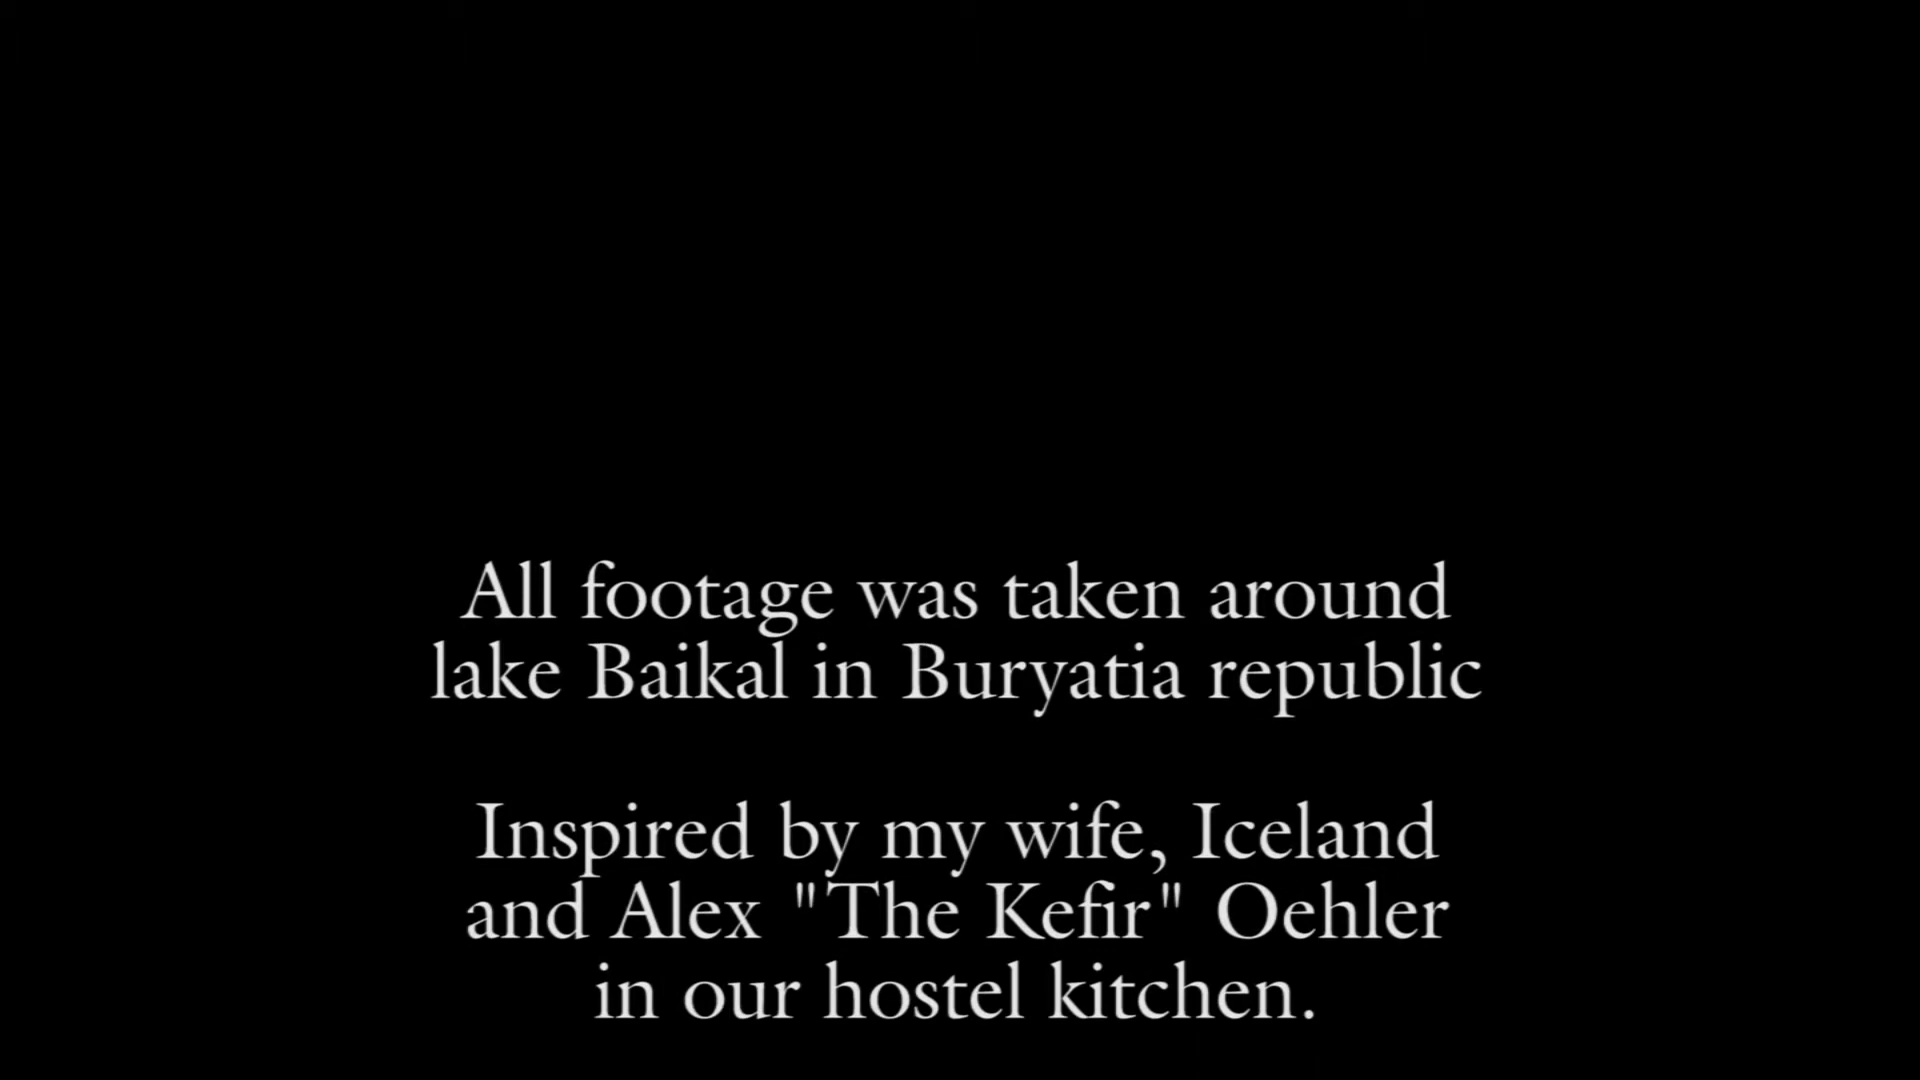 All footage was taken around
lake Baikal in Buryatia republic
Inspired by my wife, Iceland
and Alex "The Kefir" Oehler
in our hostel kitchen.